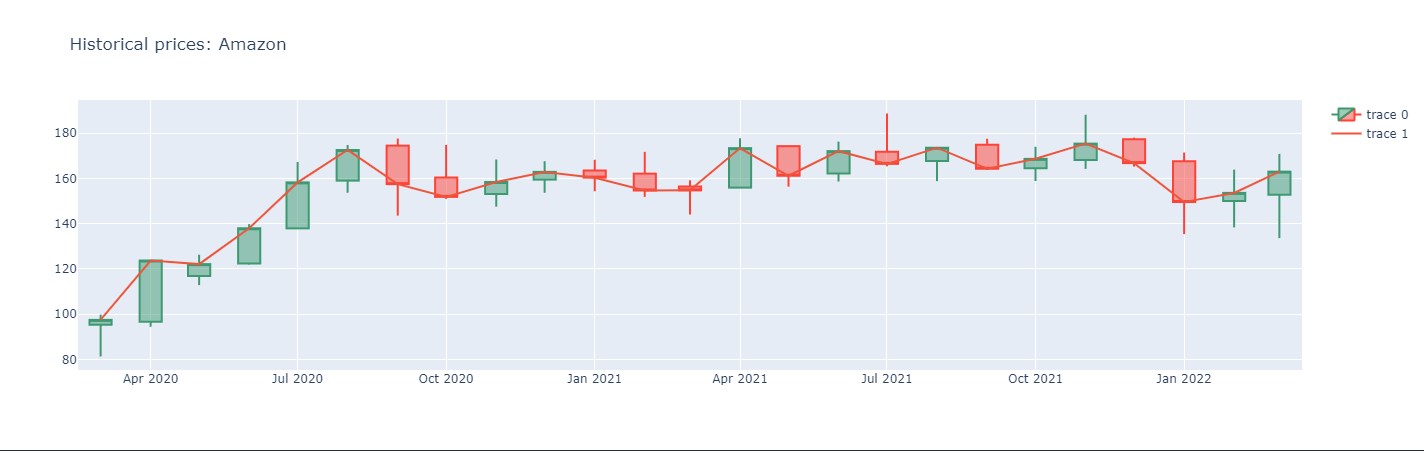 Historical prices: Amazon
trace 0
trace 1
180
160
140
120
100
80
Apr 2020 Jul 2020 Oct 2020 Jan 2021 Apr 2021 Jul 2021 Oct 2021 Jan 2022